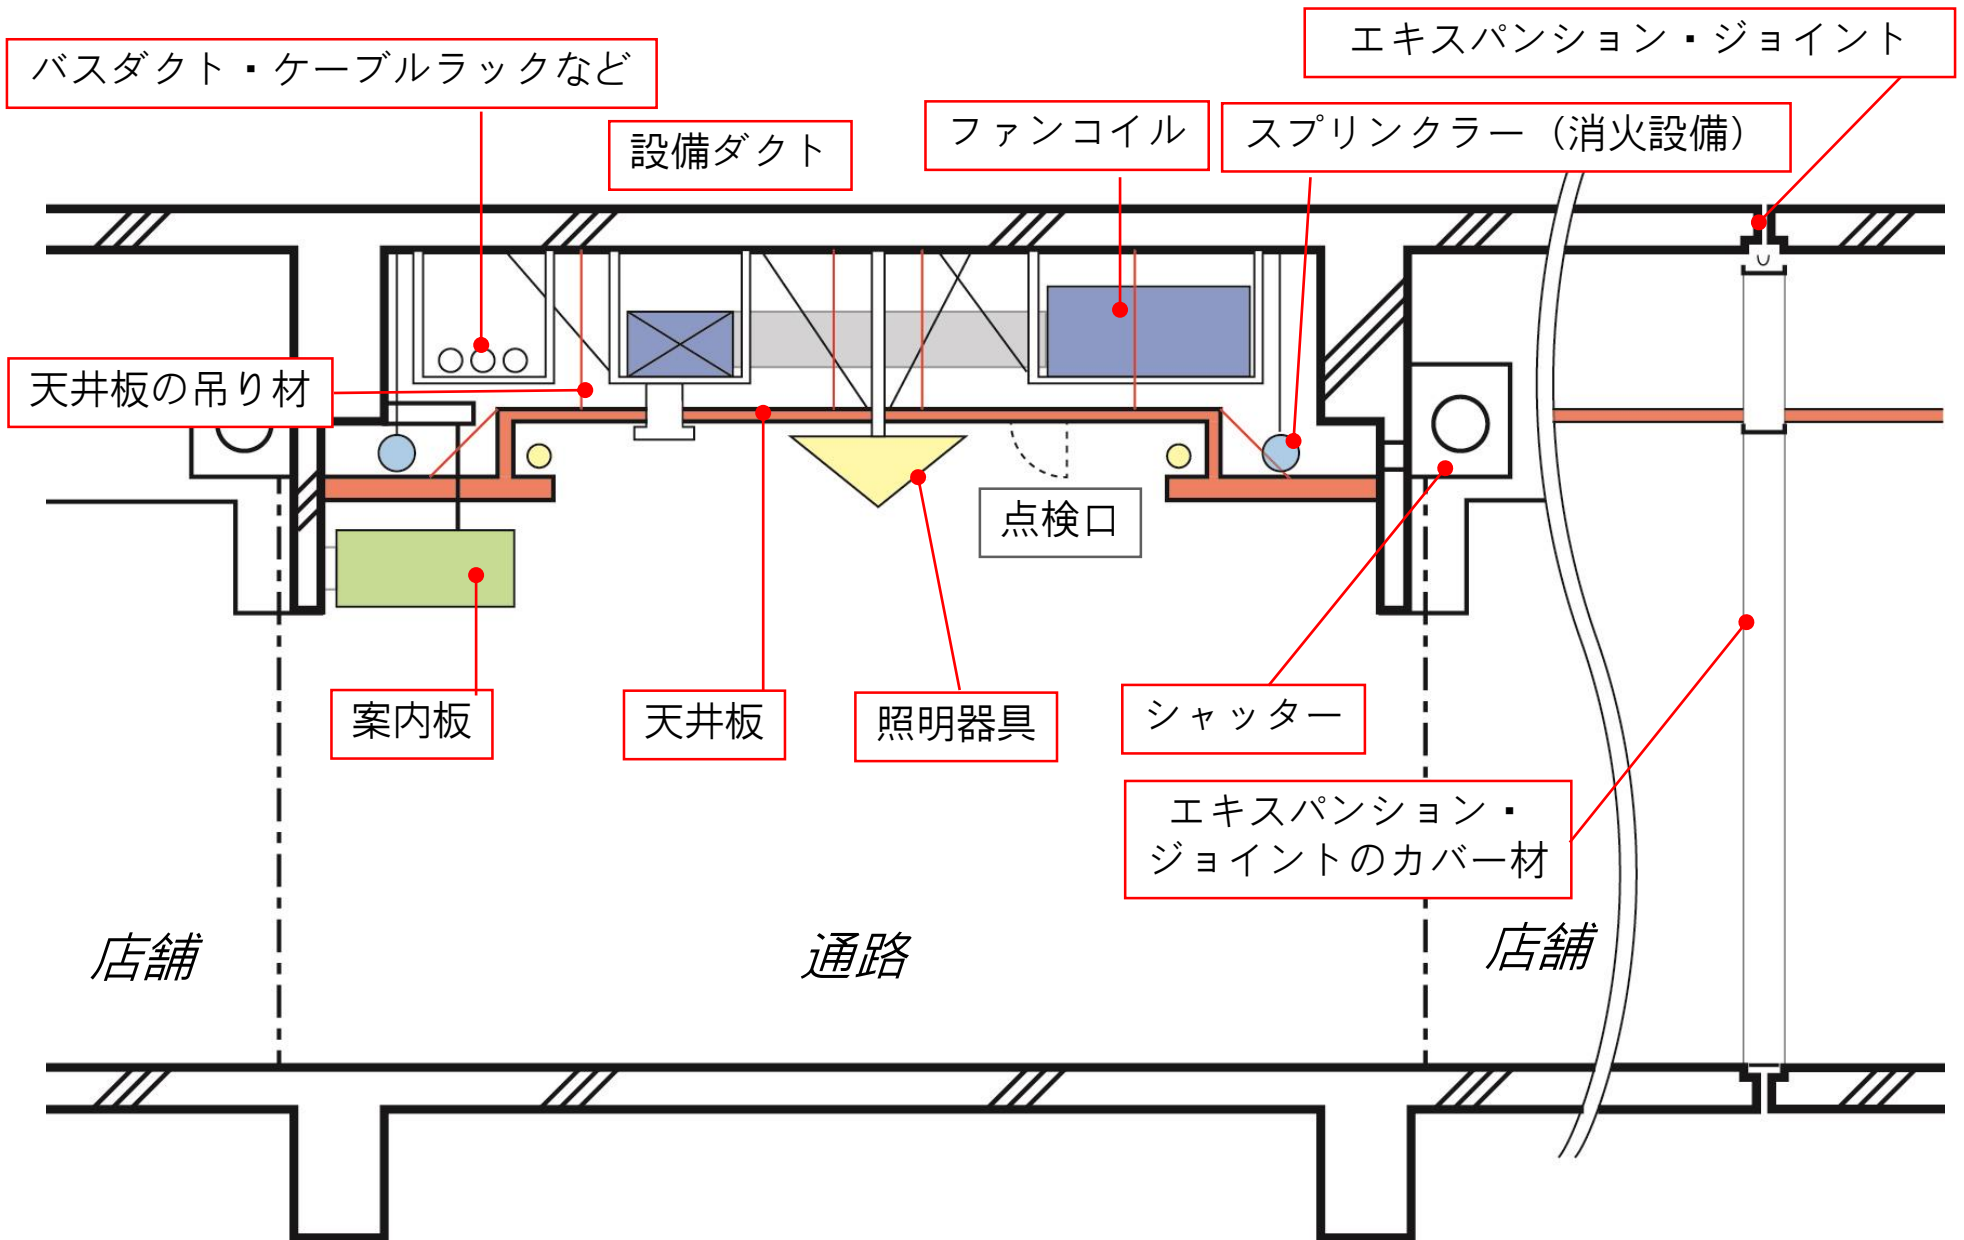 エキスパンション・ジョイント
バスダクト・ケーブルラックなど
設備ダクト
ファンコイル
スプリンクラー（消火設備）
天井板の吊り材
点検口
案内板
天井板
照明器具
シャッター
エキスパンション・
ジョイントのカバー材
店舗
通路
店舗